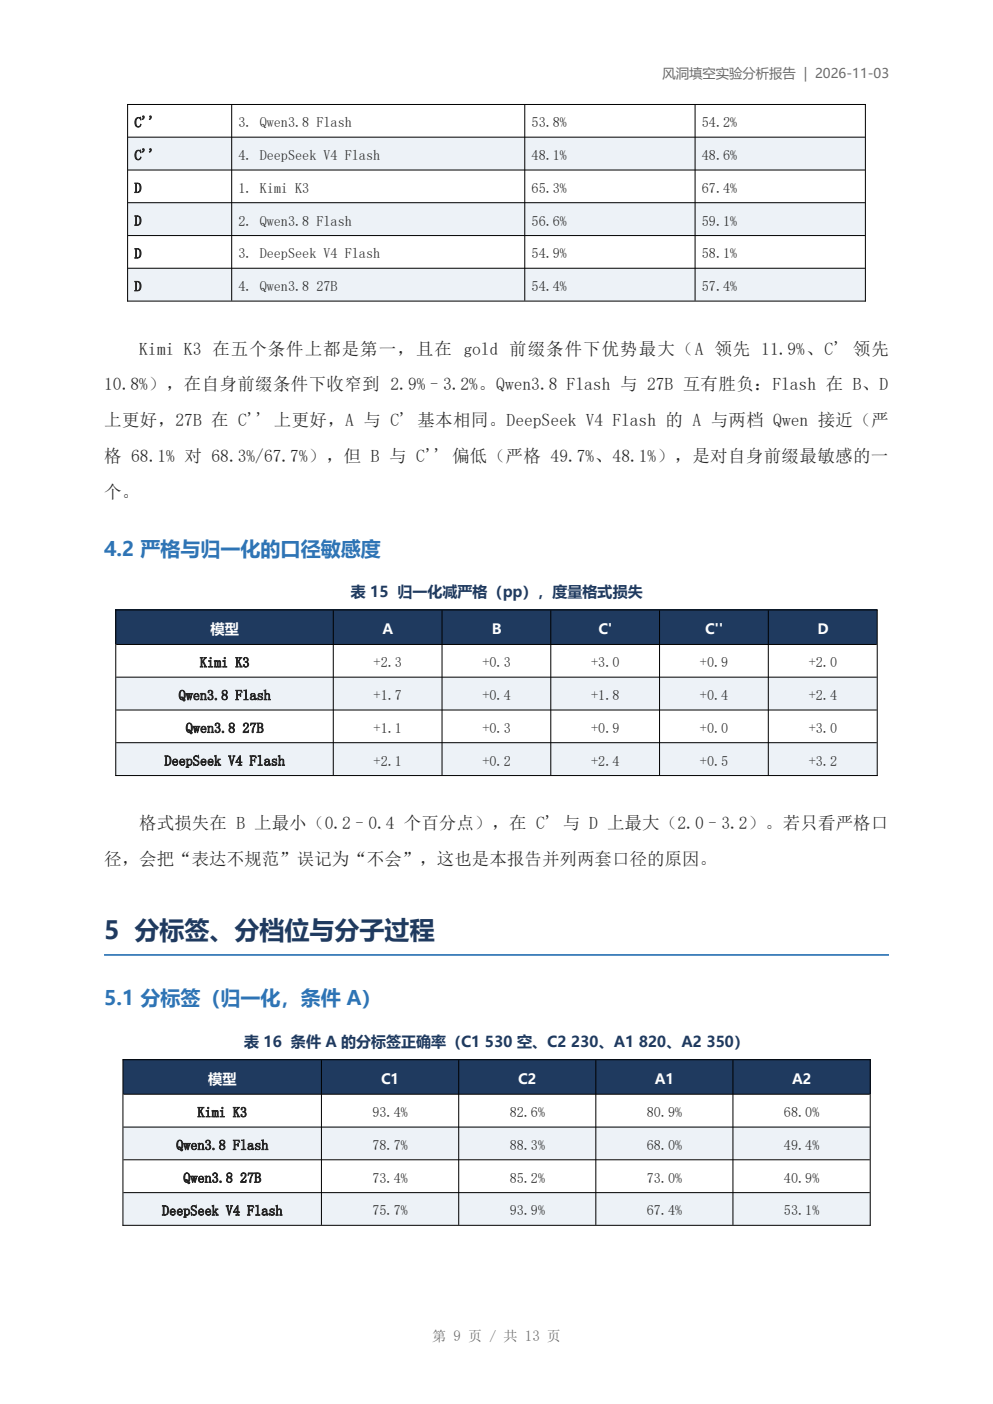 风洞填空实验分析报告 | 2026-11-03
C'' 3. Qwen3.8 Flash 53.8% 54.2%
C'' 4. DeepSeek V4 Flash 48.1% 48.6%
D 1. Kimi K3 65.3% 67.4%
D 2. Qwen3.8 Flash 56.6% 59.1%
D 3. DeepSeek V4 Flash 54.9% 58.1%
D 4. Qwen3.8 27B 54.4% 57.4%
Kimi K3 在五个条件上都是第一，且在 gold 前缀条件下优势最大（A 领先 11.9%、C' 领先
10.8%），在自身前缀条件下收窄到 2.9%–3.2%。Qwen3.8 Flash 与 27B 互有胜负：Flash 在 B、D
上更好，27B 在 C'' 上更好，A 与 C' 基本相同。DeepSeek V4 Flash 的 A 与两档 Qwen 接近（严
格 68.1% 对 68.3%/67.7%），但 B 与 C'' 偏低（严格 49.7%、48.1%），是对自身前缀最敏感的一
个。
4.2 严格与归一化的口径敏感度
表 15 归一化减严格（pp），度量格式损失
模型 A B C' C'' D
Kimi K3 +2.3 +0.3 +3.0 +0.9 +2.0
Qwen3.8 Flash +1.7 +0.4 +1.8 +0.4 +2.4
Qwen3.8 27B +1.1 +0.3 +0.9 +0.0 +3.0
DeepSeek V4 Flash +2.1 +0.2 +2.4 +0.5 +3.2
格式损失在 B 上最小（0.2–0.4 个百分点），在 C' 与 D 上最大（2.0–3.2）。若只看严格口
径，会把“表达不规范”误记为“不会”，这也是本报告并列两套口径的原因。
5 分标签、分档位与分子过程
5.1 分标签（归一化，条件 A）
表 16 条件 A 的分标签正确率（C1 530 空、C2 230、A1 820、A2 350）
模型 C1 C2 A1 A2
Kimi K3 93.4% 82.6% 80.9% 68.0%
Qwen3.8 Flash 78.7% 88.3% 68.0% 49.4%
Qwen3.8 27B 73.4% 85.2% 73.0% 40.9%
DeepSeek V4 Flash 75.7% 93.9% 67.4% 53.1%
第 9 页 / 共 13 页